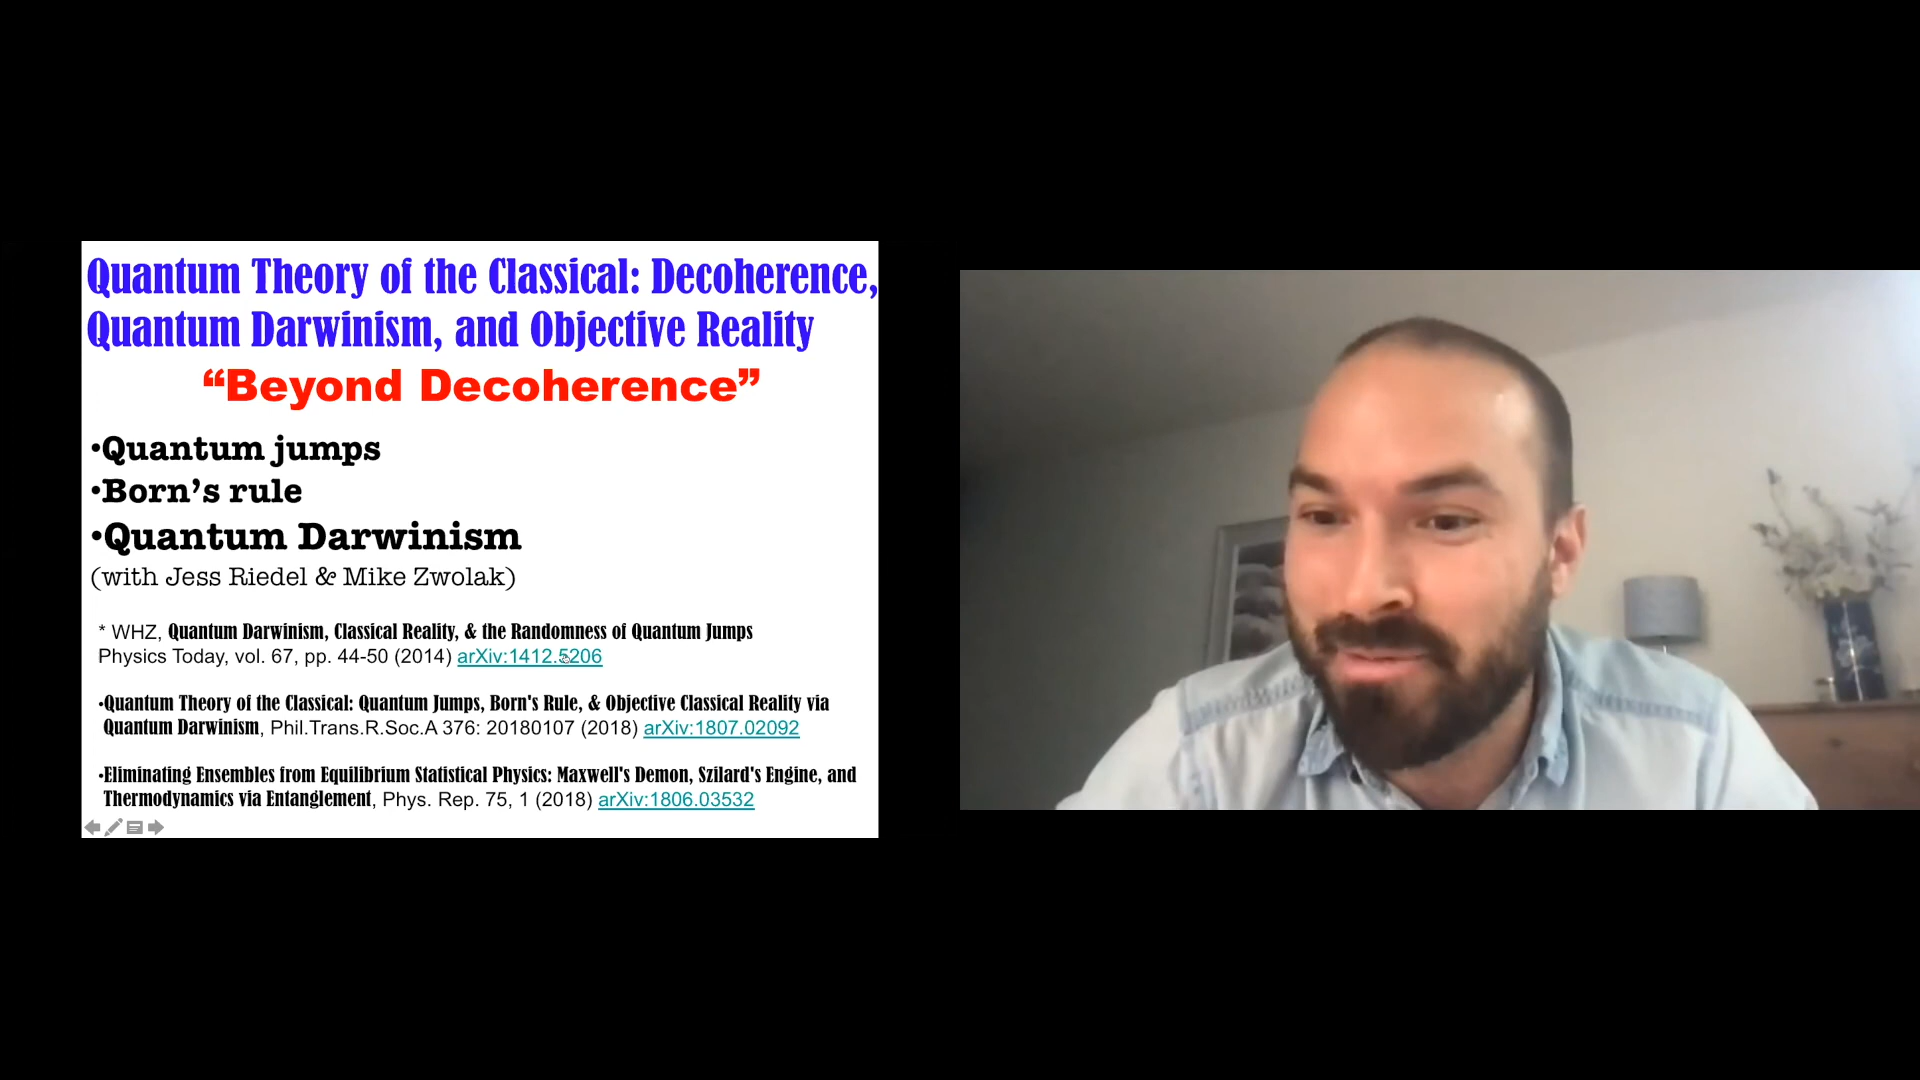 Quantum Theory of the Classical: Decoherence,
Quantum Darwinism, and Objective Reality
“Beyond Decoherence”
•Quantum jumps
•Born’s rule
•Quantum Darwinism
(with Jess Riedel & Mike Zwolak)
* WHZ, Quantum Darwinism, Classical Reality, & the Randomness of Quantum Jumps
Physics Today, vol. 67, pp. 44-50 (2014) arXiv:1412.5206
•Quantum Theory of the Classical: Quantum Jumps, Born's Rule, & Objective Classical Reality via
Quantum Darwinism, Phil.Trans.R.Soc.A 376: 20180107 (2018) arXiv:1807.02092
•Eliminating Ensembles from Equilibrium Statistical Physics: Maxwell's Demon, Szilard's Engine, and
Thermodynamics via Entanglement, Phys. Rep. 75, 1 (2018) arXiv:1806.03532